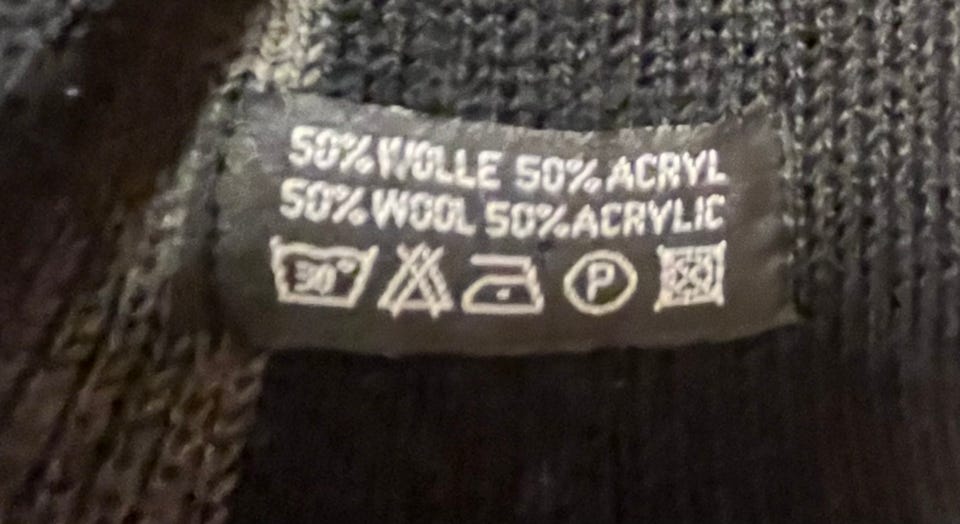 50% WOLLE 50% ACRYL
50% WOOL 50% ACRYLIC
30° P